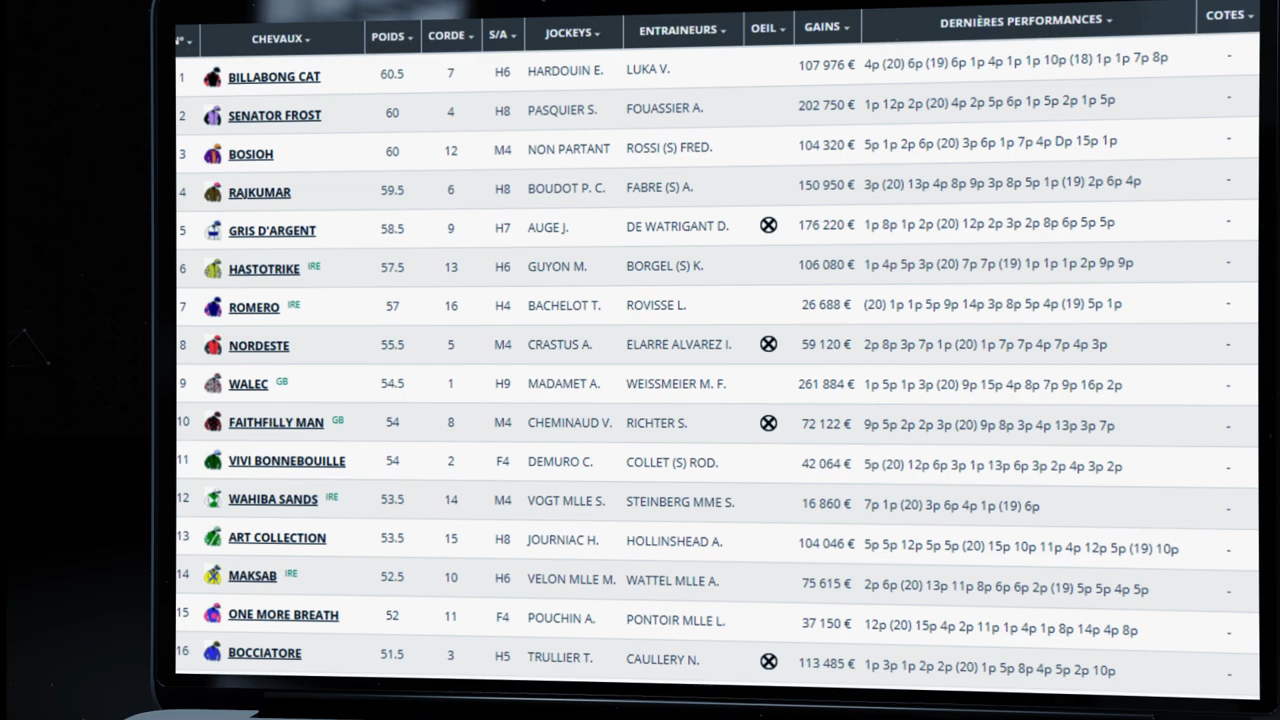 N° CHEVAUX POIDS CORDE S/A JOCKEYS ENTRAINEURS OEIL GAINS DERNIÈRES PERFORMANCES COTES
1 BILLABONG CAT 60.5 7 H6 HARDOUIN E. LUKA V. 107 976 € 4p (20) 6p (19) 6p 1p 4p 1p 1p 10p (18) 1p 1p 7p 8p -
2 SENATOR FROST 60 4 H8 PASQUIER S. FOUASSIER A. 202 750 € 1p 12p 2p (20) 4p 2p 5p 6p 1p 5p 2p 1p 5p -
3 BOSIOH 60 12 M4 NON PARTANT ROSSI (S) FRED. 104 320 € 5p 1p 2p 6p (20) 3p 6p 1p 7p 4p Dp 15p 1p -
4 RAJKUMAR 59.5 6 H8 BOUDOT P. C. FABRE (S) A. 150 950 € 3p (20) 13p 4p 8p 9p 3p 8p 5p 1p (19) 2p 6p 4p -
5 GRIS D'ARGENT 58.5 9 H7 AUGE J. DE WATRIGANT D. 176 220 € 1p 8p 1p 2p (20) 12p 2p 3p 2p 8p 6p 5p 5p -
6 HASTOTRIKE IRE 57.5 13 H6 GUYON M. BORGEL (S) K. 106 080 € 1p 4p 5p 3p (20) 7p 7p (19) 1p 1p 1p 2p 9p 9p -
7 ROMERO IRE 57 16 H4 BACHELOT T. ROVISSE L. 26 688 € (20) 1p 1p 5p 9p 14p 3p 8p 5p 4p (19) 5p 1p -
8 NORDESTE 55.5 5 M4 CRASTUS A. ELARRE ALVAREZ I. 59 120 € 2p 8p 3p 7p 1p (20) 1p 7p 7p 4p 7p 4p 3p -
9 WALEC GB 54.5 1 H9 MADAMET A. WEISSMEIER M. F. 261 884 € 1p 5p 1p 3p (20) 9p 15p 4p 8p 7p 9p 16p 2p -
10 FAITHFILLY MAN GB 54 8 M4 CHEMINAUD V. RICHTER S. 72 122 € 9p 5p 2p 2p 3p (20) 9p 8p 3p 4p 13p 3p 7p -
11 VIVI BONNEBOUILLE 54 2 F4 DEMURO C. COLLET (S) ROD. 42 064 € 5p (20) 12p 6p 3p 1p 13p 6p 3p 2p 4p 3p 2p -
12 WAHIBA SANDS IRE 53.5 14 M4 VOGT MLLE S. STEINBERG MME S. 16 860 € 7p 1p (20) 3p 6p 4p 1p (19) 6p -
13 ART COLLECTION 53.5 15 H8 JOURNIAC H. HOLLINSHEAD A. 104 046 € 5p 5p 12p 5p 5p (20) 15p 10p 11p 4p 12p 5p (19) 10p -
14 MAKSAB IRE 52.5 10 H6 VELON MLLE M. WATTEL MLLE A. 75 615 € 2p 6p (20) 13p 11p 8p 6p 6p 2p (19) 5p 5p 4p 5p -
15 ONE MORE BREATH 52 11 F4 POUCHIN A. PONTOIR MLLE L. 37 150 € 12p (20) 15p 4p 2p 11p 1p 4p 1p 8p 14p 4p 8p -
16 BOCCIATORE 51.5 3 H5 TRULLIER T. CAULLERY N. 113 485 € 1p 3p 1p 2p 2p (20) 1p 5p 8p 4p 5p 2p 10p -